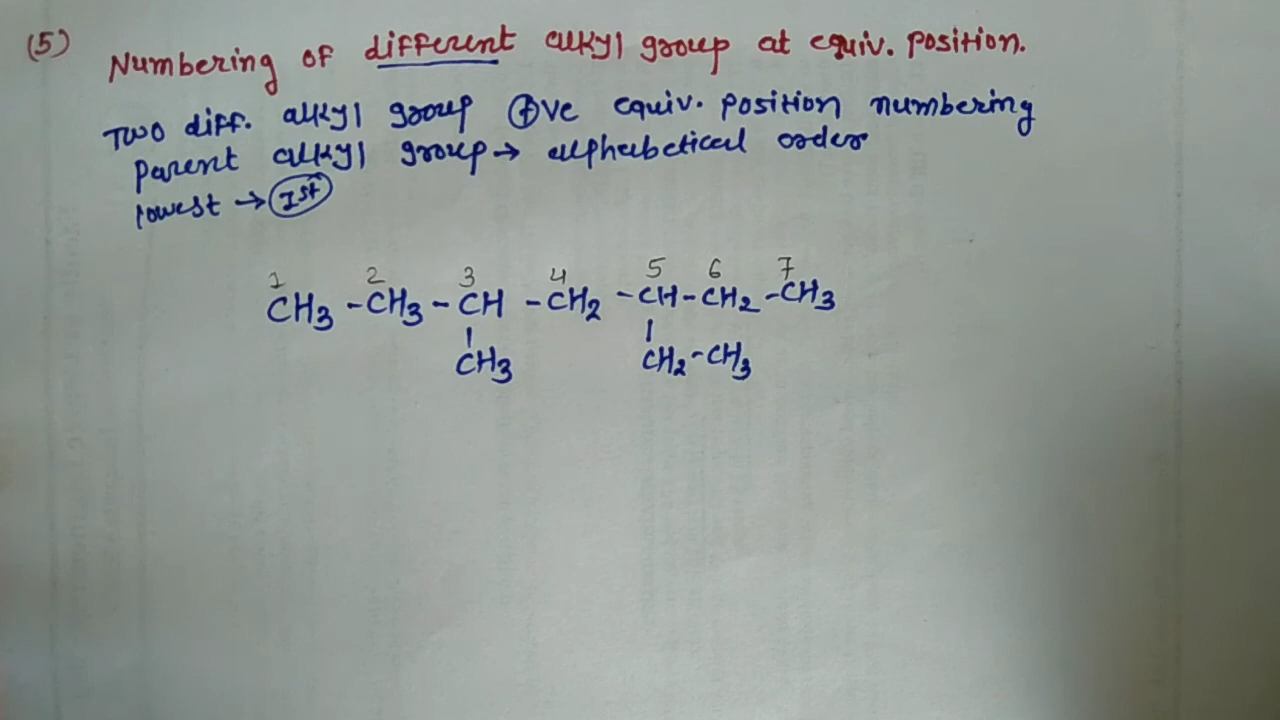 (5) Numbering of different alkyl group at equiv. position.
Two diff. alkyl group ⊕ve equiv. position numbering
parent alkyl group → alphabetical order
lowest → Ist
1 2 3 4 5 6 7
CH3 - CH3 - CH - CH2 - CH - CH2 - CH3
CH3 CH2 - CH3